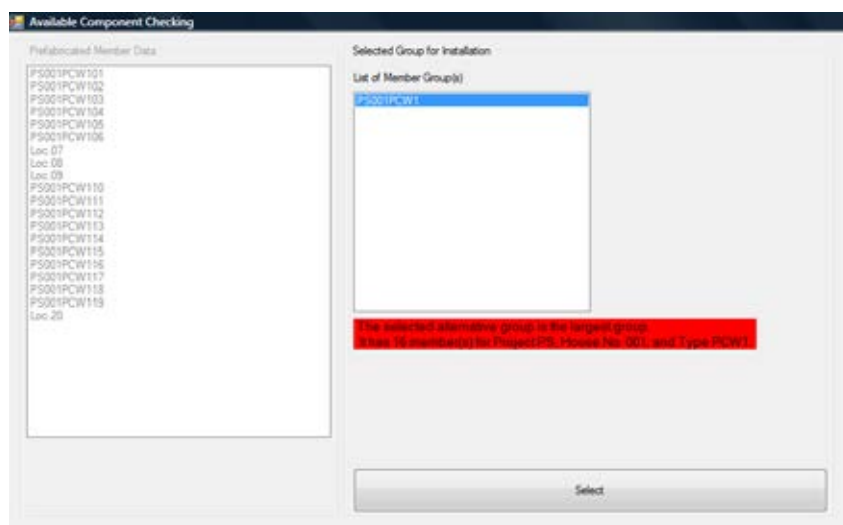 Available Component Checking
Prefabricated Member Data
PS001PCW101
PS001PCW102
PS001PCW103
PS001PCW104
PS001PCW105
PS001PCW106
Loc 07
Loc 08
Loc 09
PS001PCW110
PS001PCW111
PS001PCW112
PS001PCW113
PS001PCW114
PS001PCW115
PS001PCW116
PS001PCW117
PS001PCW118
PS001PCW119
Loc 20
Selected Group for Installation
List of Member Group(s)
PS001PCW1
The selected alternative group is the largest group.
It has 16 member(s) for Project PS, House No. 001, and Type PCW1.
Select